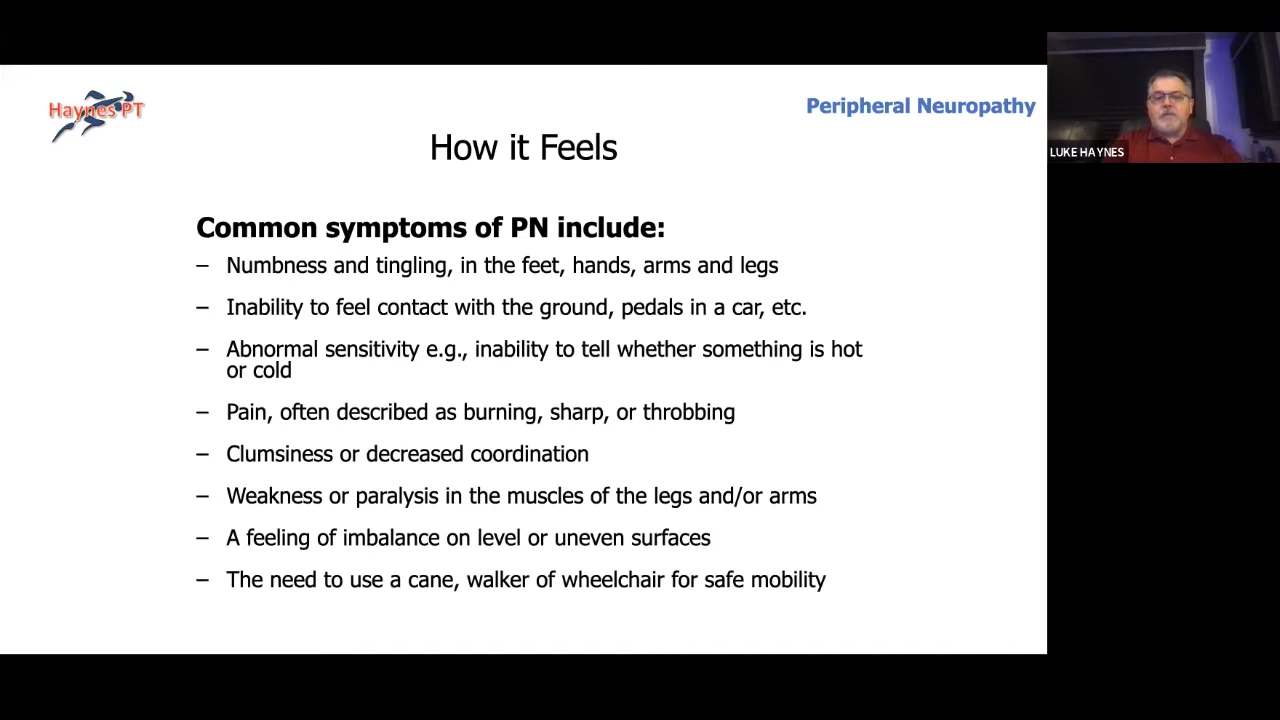 Haynes PT
Peripheral Neuropathy
How it Feels
LUKE HAYNES
Common symptoms of PN include:
– Numbness and tingling, in the feet, hands, arms and legs
– Inability to feel contact with the ground, pedals in a car, etc.
– Abnormal sensitivity e.g., inability to tell whether something is hot
or cold
– Pain, often described as burning, sharp, or throbbing
– Clumsiness or decreased coordination
– Weakness or paralysis in the muscles of the legs and/or arms
– A feeling of imbalance on level or uneven surfaces
– The need to use a cane, walker of wheelchair for safe mobility